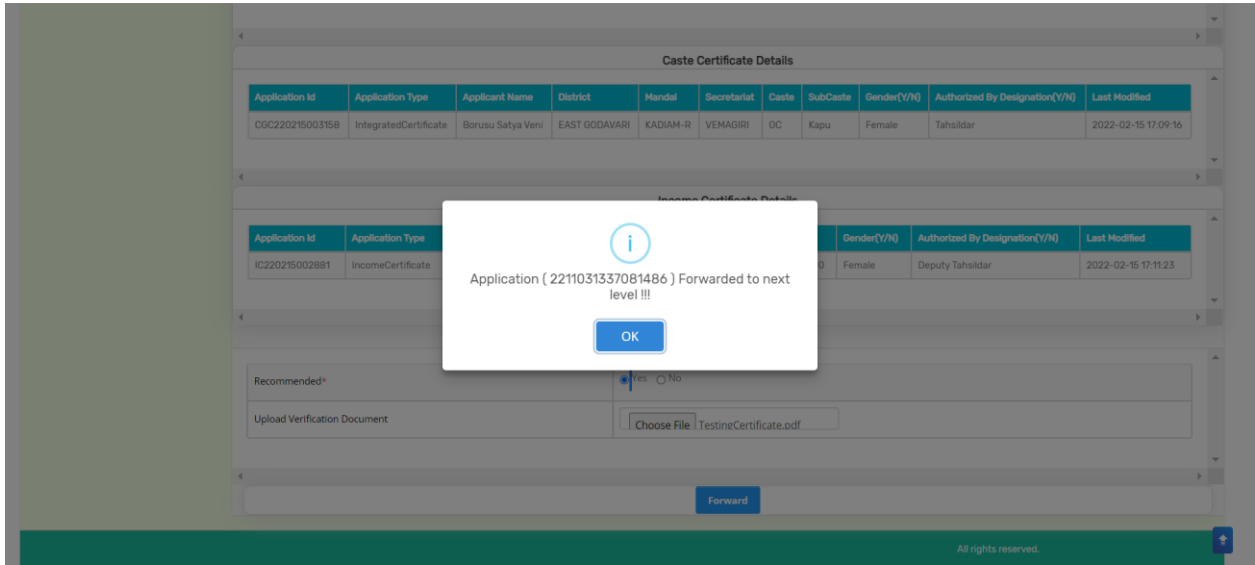 Caste Certificate Details
Application Id Application Type Applicant Name District Mandal Secretariat Caste SubCaste Gender(Y/N) Authorized By Designation(Y/N) Last Modified
CGC220215003158 IntegratedCertificate Borusu Satya Veni EAST GODAVARI KADIAM-R VEMAGIRI OC Kapu Female Tahsildar 2022-02-15 17:09:16
Income Certificate Details
Application Id Application Type Gender(Y/N) Authorized By Designation(Y/N) Last Modified
IC220215002881 IncomeCertificate 0 Female Deputy Tahsildar 2022-02-15 17:11:23
i
Application ( 2211031337081486 ) Forwarded to next
level !!!
OK
Recommended* Yes No
Upload Verification Document Choose File TestingCertificate.pdf
Forward
All rights reserved.